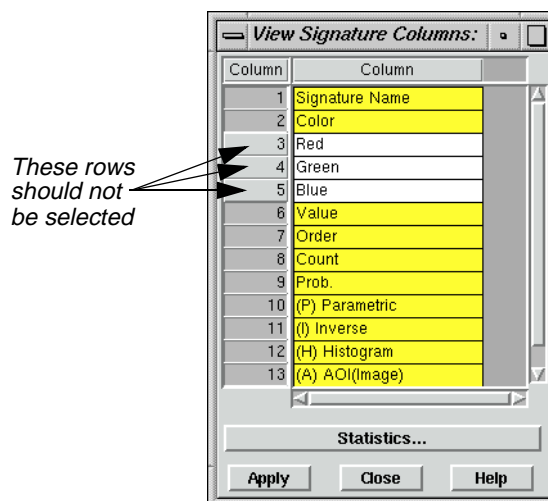 View Signature Columns:
Column Column
1 Signature Name
2 Color
3 Red
4 Green
5 Blue
6 Value
7 Order
8 Count
9 Prob.
10 (P) Parametric
11 (I) Inverse
12 (H) Histogram
13 (A) AOI(Image)
These rows
should not
be selected
Statistics...
Apply Close Help